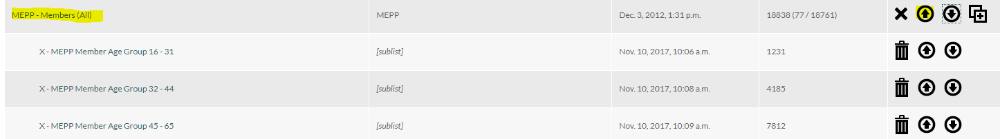 MEPP - Members (All) MEPP Dec. 3, 2012, 1:31 p.m. 18838 (77 / 18761)
X - MEPP Member Age Group 16 - 31 [sublist] Nov. 10, 2017, 10:06 a.m. 1231
X - MEPP Member Age Group 32 - 44 [sublist] Nov. 10, 2017, 10:08 a.m. 4185
X - MEPP Member Age Group 45 - 65 [sublist] Nov. 10, 2017, 10:09 a.m. 7812